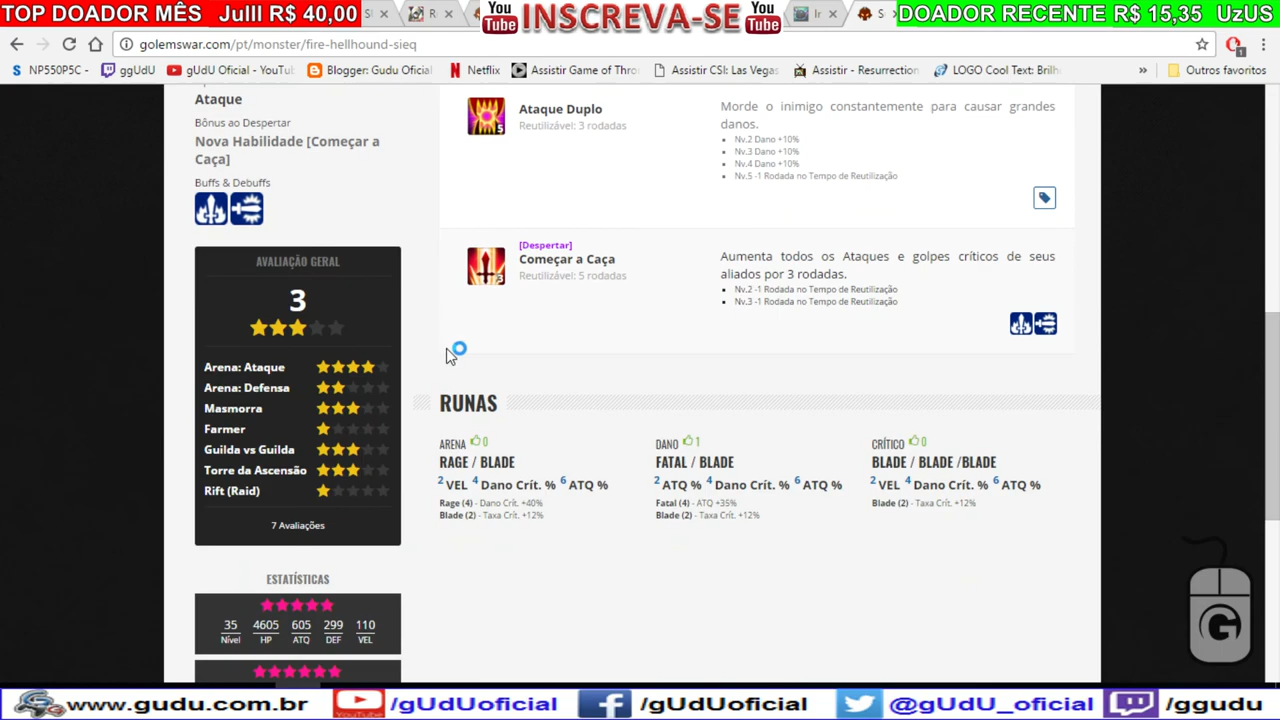 TOP DOADOR MÊS Julll R$ 40,00
YouTube INSCREVA-SE YouTube
DOADOR RECENTE R$ 15,35 UzUS
golemswar.com/pt/monster/fire-hellhound-sieq
NP550P5C - ggUdU gUdU Oficial - YouTub Blogger: Gudu Oficial Netflix Assistir Game of Thro Assistir CSI: Las Vegas Assistir - Resurrection LOGO Cool Text: Brilh » Outros favoritos
Ataque
Bônus ao Despertar
Nova Habilidade [Começar a
Caça]
Buffs & Debuffs
Ataque Duplo
Reutilizável: 3 rodadas
5
Morde o inimigo constantemente para causar grandes
danos.
Nv.2 Dano +10%
Nv.3 Dano +10%
Nv.4 Dano +10%
Nv.5 -1 Rodada no Tempo de Reutilização
[Despertar]
Começar a Caça
Reutilizável: 5 rodadas
3
Aumenta todos os Ataques e golpes críticos de seus
aliados por 3 rodadas.
Nv.2 -1 Rodada no Tempo de Reutilização
Nv.3 -1 Rodada no Tempo de Reutilização
AVALIAÇÃO GERAL
3
Arena: Ataque
Arena: Defensa
Masmorra
Farmer
Guilda vs Guilda
Torre da Ascensão
Rift (Raid)
7 Avaliações
ESTATÍSTICAS
35 4605 605 299 110
Nível HP ATQ DEF VEL
RUNAS
ARENA 0
RAGE / BLADE
2 VEL 4 Dano Crít. % 6 ATQ %
Rage (4) - Dano Crít. +40%
Blade (2) - Taxa Crít. +12%
DANO 1
FATAL / BLADE
2 ATQ % 4 Dano Crít. % 6 ATQ %
Fatal (4) - ATQ +35%
Blade (2) - Taxa Crít. +12%
CRÍTICO 0
BLADE / BLADE /BLADE
2 VEL 4 Dano Crít. % 6 ATQ %
Blade (2) - Taxa Crít. +12%
G
www.gudu.com.br /gUdUoficial /gUduoficial @gUdU_oficial /ggudu